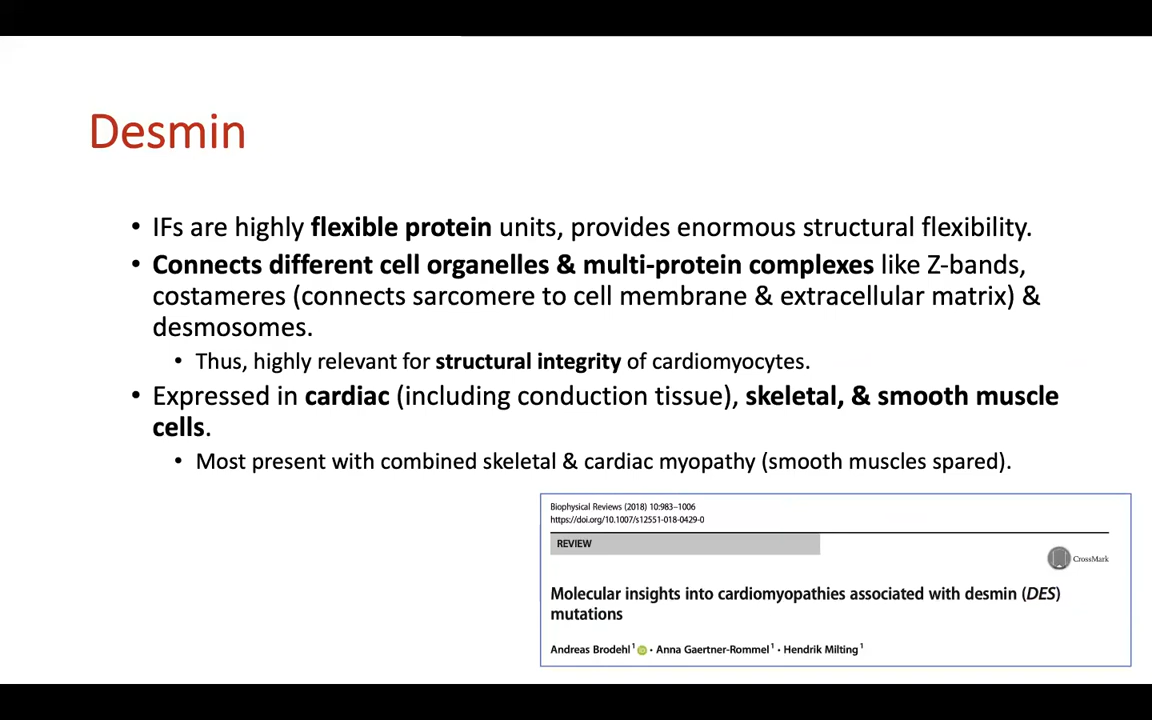 Desmin
• IFs are highly flexible protein units, provides enormous structural flexibility.
• Connects different cell organelles & multi-protein complexes like Z-bands,
costameres (connects sarcomere to cell membrane & extracellular matrix) &
desmosomes.
• Thus, highly relevant for structural integrity of cardiomyocytes.
• Expressed in cardiac (including conduction tissue), skeletal, & smooth muscle
cells.
• Most present with combined skeletal & cardiac myopathy (smooth muscles spared).
Biophysical Reviews (2018) 10:983–1006
https://doi.org/10.1007/s12551-018-0429-0
REVIEW
CrossMark
Molecular insights into cardiomyopathies associated with desmin (DES)
mutations
Andreas Brodehl¹ · Anna Gaertner-Rommel¹ · Hendrik Milting¹